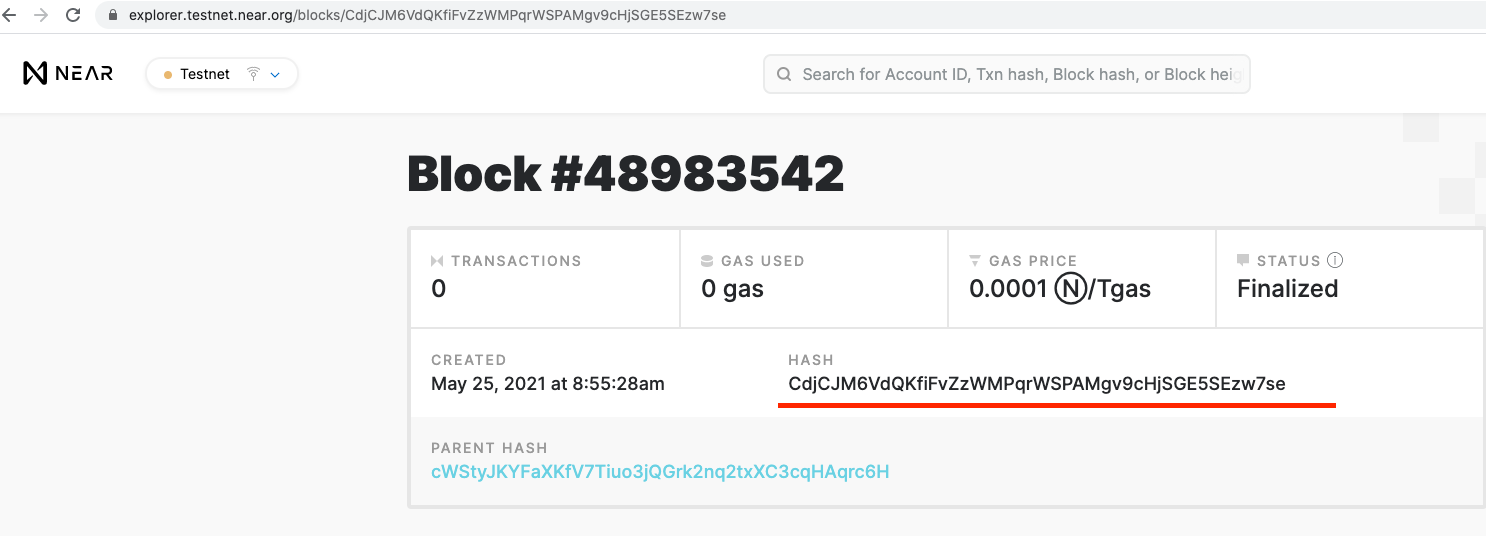 explorer.testnet.near.org/blocks/CdjCJM6VdQKfiFvZzWMPqrWSPAMgv9cHjSGE5SEzw7se
NEAR Testnet Search for Account ID, Txn hash, Block hash, or Block heig
Block #48983542
TRANSACTIONS GAS USED GAS PRICE STATUS
0 0 gas 0.0001 Ⓝ/Tgas Finalized
CREATED HASH
May 25, 2021 at 8:55:28am CdjCJM6VdQKfiFvZzWMPqrWSPAMgv9cHjSGE5SEzw7se
PARENT HASH
cWStyJKYFaXKfV7Tiuo3jQGrk2nq2txXC3cqHAqrc6H